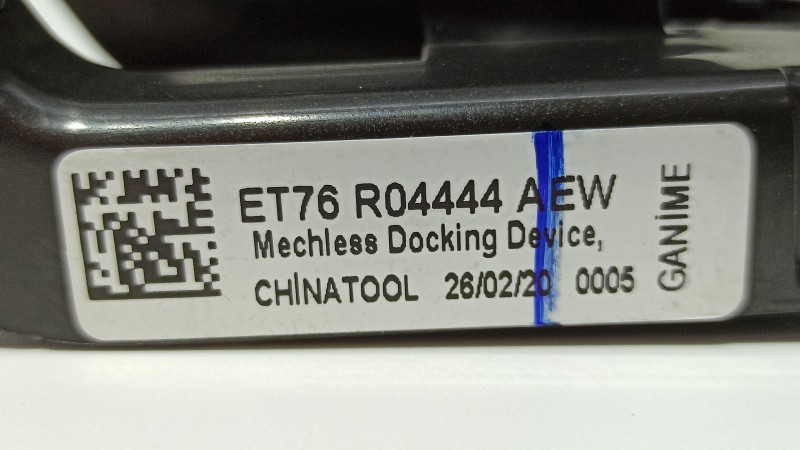 ET76 R04444 AEW
Mechless Docking Device,
CHİNATOOL 26/02/20 0005
GANİME